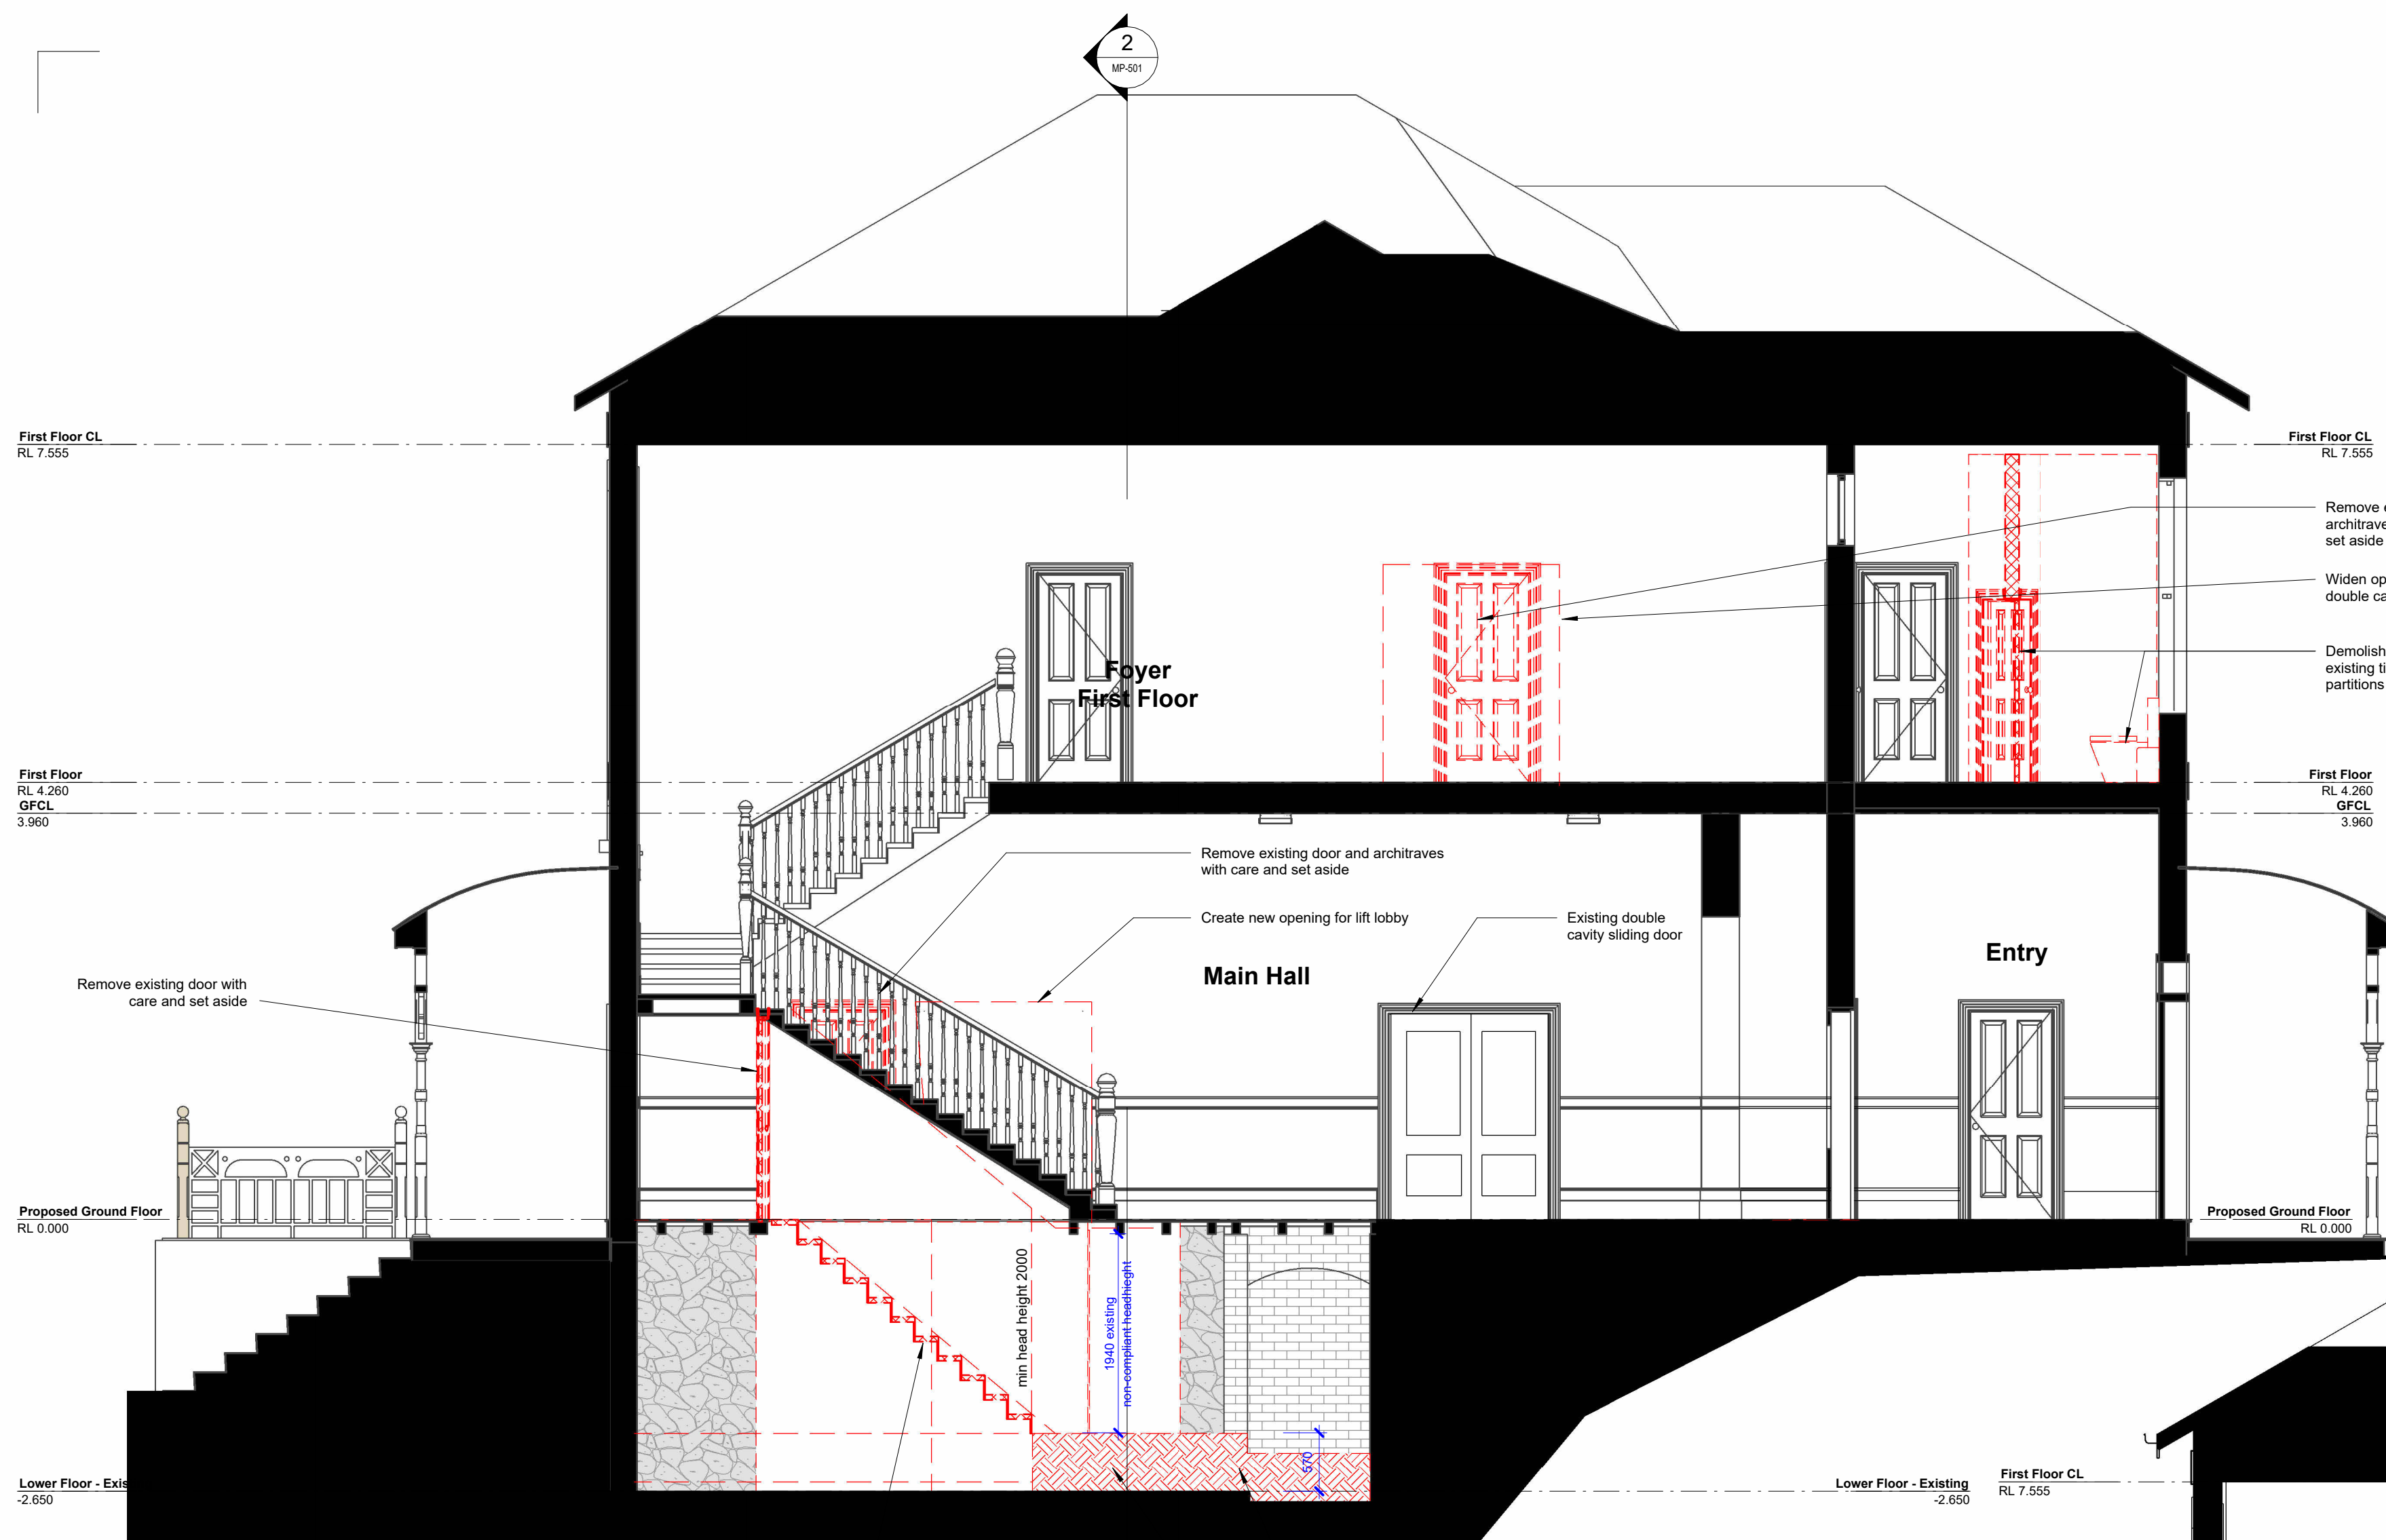 2
MP-501
First Floor CL
RL 7.555
First Floor CL
RL 7.555
Remove
architrave
set aside
Widen op
double ca
Demolish
existing ti
partitions
Foyer
First Floor
First Floor
RL 4.260
GFCL
3.960
First Floor
RL 4.260
GFCL
3.960
Remove existing door and architraves
with care and set aside
Create new opening for lift lobby
Existing double
cavity sliding door
Main Hall
Entry
Remove existing door with
care and set aside
Proposed Ground Floor
RL 0.000
Proposed Ground Floor
RL 0.000
min head height 2000
1940 existing
non-compliant headhieght
570
Lower Floor - Exis
-2.650
Lower Floor - Existing
-2.650
First Floor CL
RL 7.555